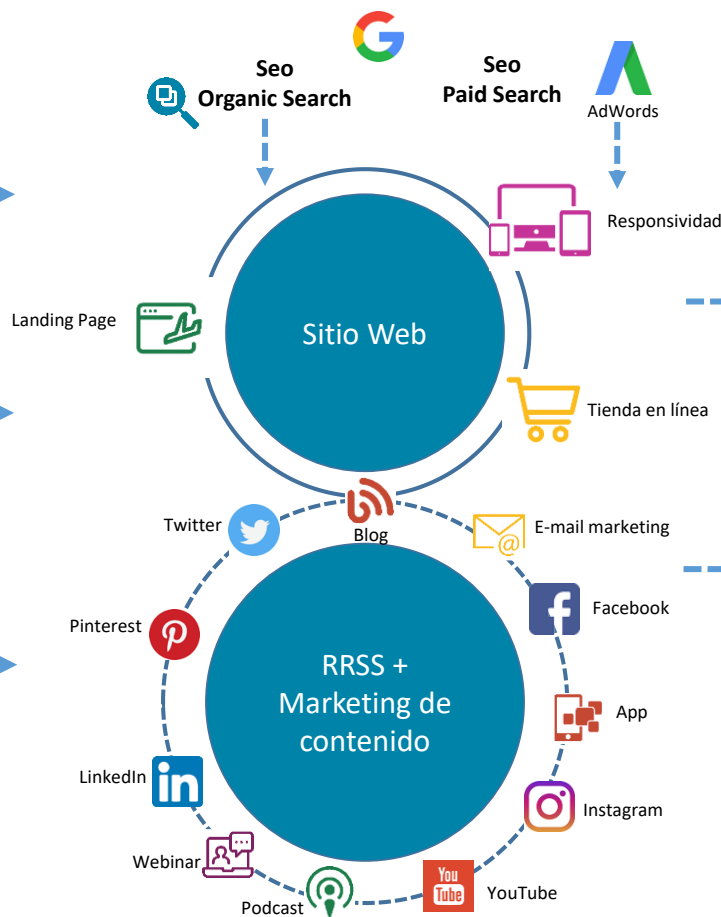 Seo
Organic Search
Seo
Paid Search
AdWords
Responsividad
Landing Page
Sitio Web
Tienda en línea
Blog
Twitter
E-mail marketing
Pinterest
Facebook
RRSS +
Marketing de
contenido
App
LinkedIn
in
Instagram
Webinar
You
Tube
YouTube
Podcast